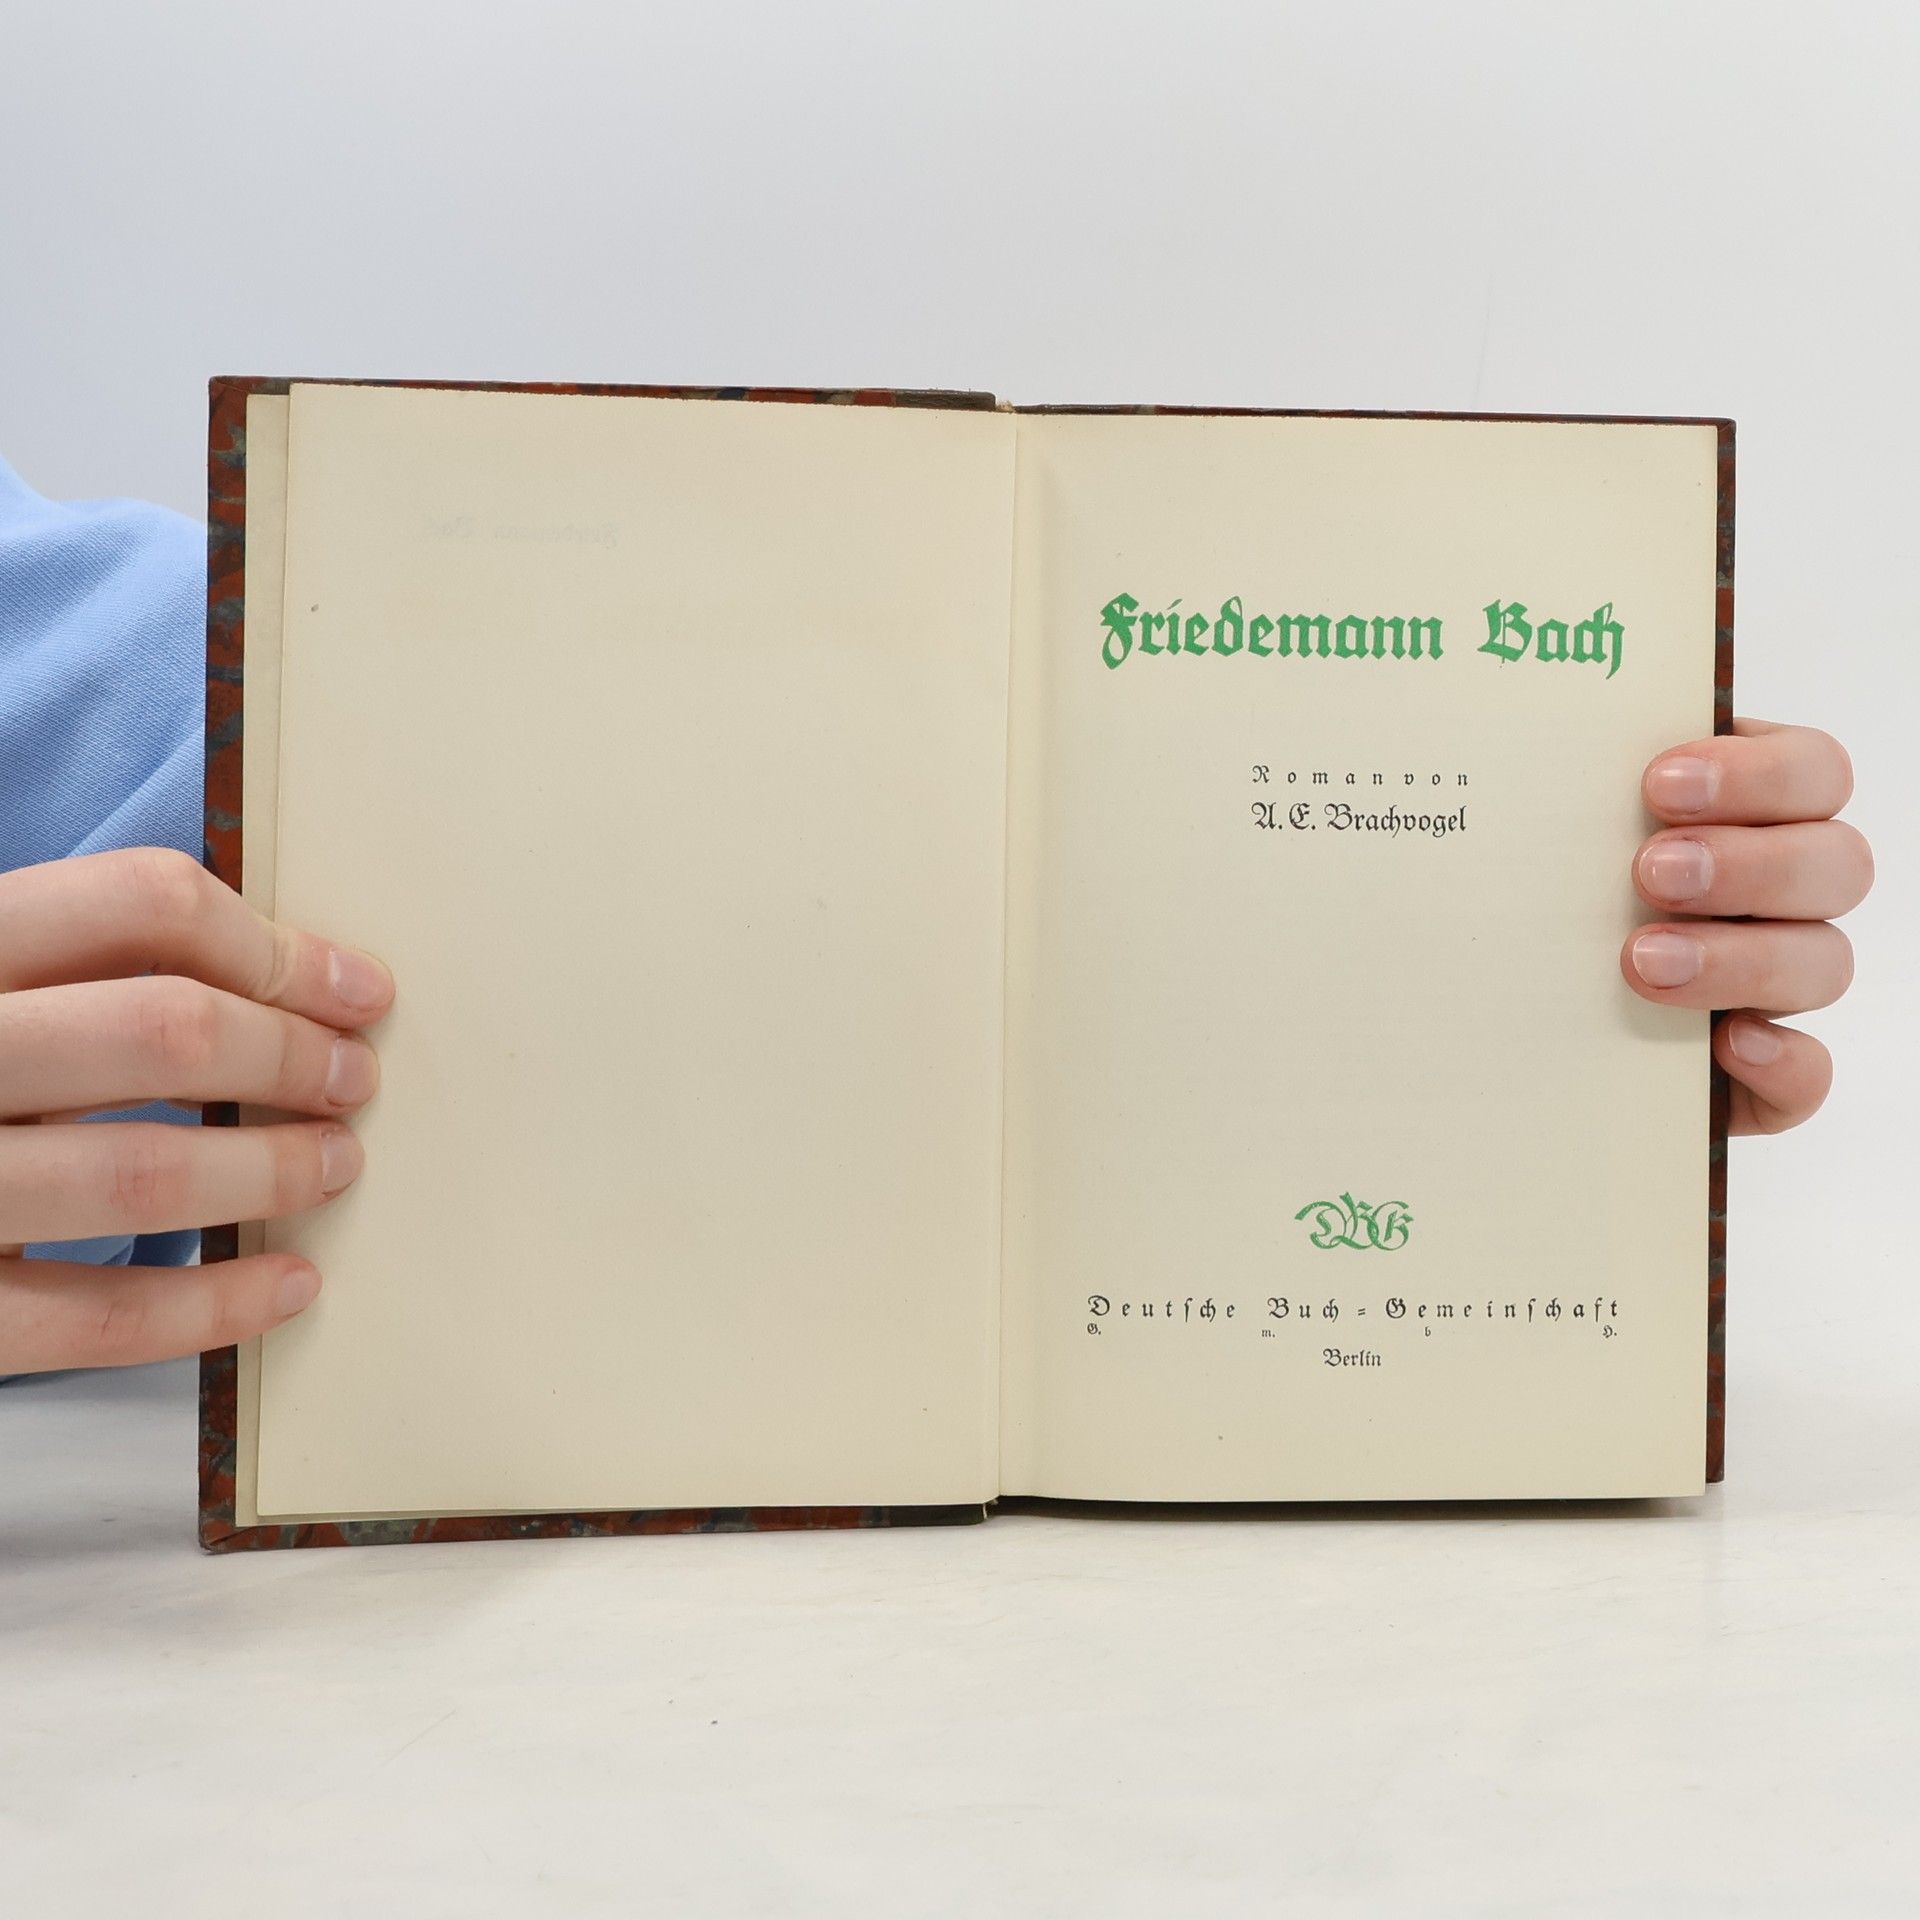 Friedemann Bach
Roman von
A. E. Brachvogel
DBG
Deutſche Buch-Gemeinſchaft
G. m. b H.
Berlin